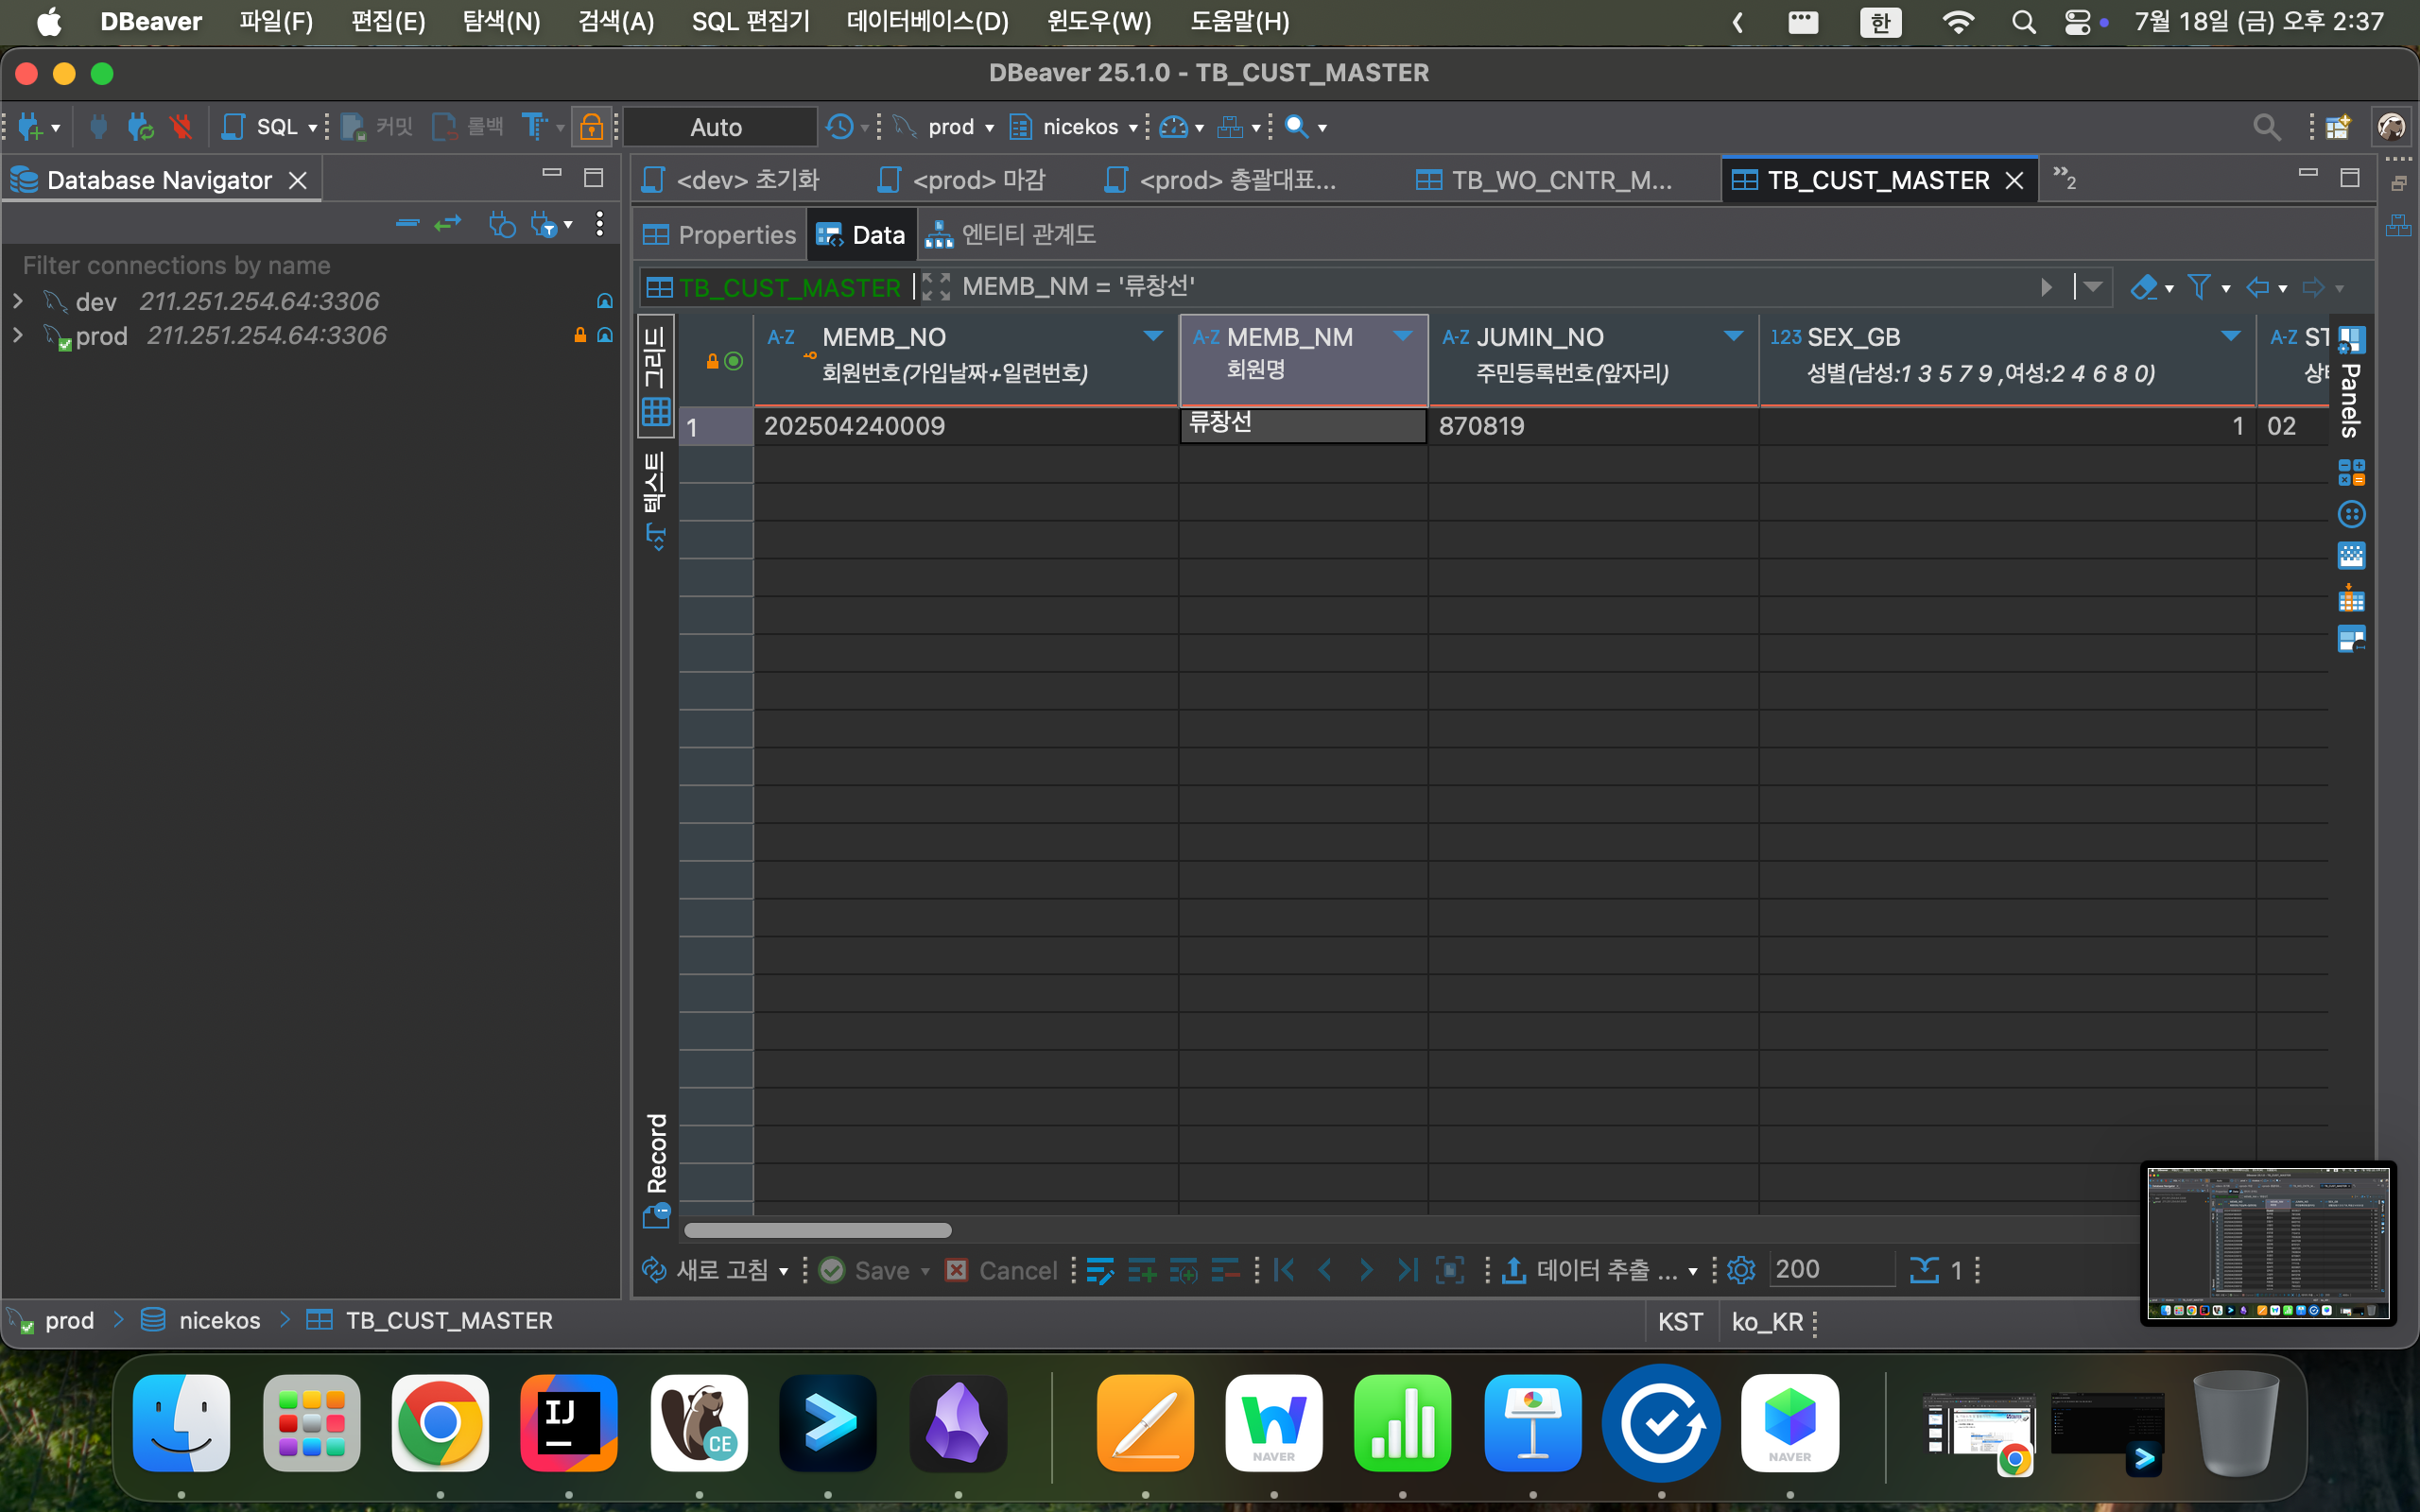 DBeaver 파일(F) 편집(E) 탐색(N) 검색(A) SQL 편집기 데이터베이스(D) 윈도우(W) 도움말(H) 한 7월 18일 (금) 오후 2:37
DBeaver 25.1.0 - TB_CUST_MASTER
SQL 커밋 롤백 Auto prod nicekos
Database Navigator
<dev> 초기화 <prod> 마감 <prod> 총괄대표... TB_WO_CNTR_M... TB_CUST_MASTER »2
Properties Data 엔티티 관계도
Filter connections by name
dev 211.251.254.64:3306
prod 211.251.254.64:3306
TB_CUST_MASTER MEMB_NM = '류창선'
그리드
텍스트
Record
Panels
A-Z MEMB_NO A-Z MEMB_NM A-Z JUMIN_NO 123 SEX_GB A-Z ST
회원번호(가입날짜+일련번호) 회원명 주민등록번호(앞자리) 성별(남성:1 3 5 7 9 ,여성:2 4 6 8 0)
1 202504240009 류창선 870819 1 02
새로 고침 Save Cancel 데이터 추출 ... 200 1
prod nicekos TB_CUST_MASTER KST ko_KR
IJ
CE
NAVER
NAVER